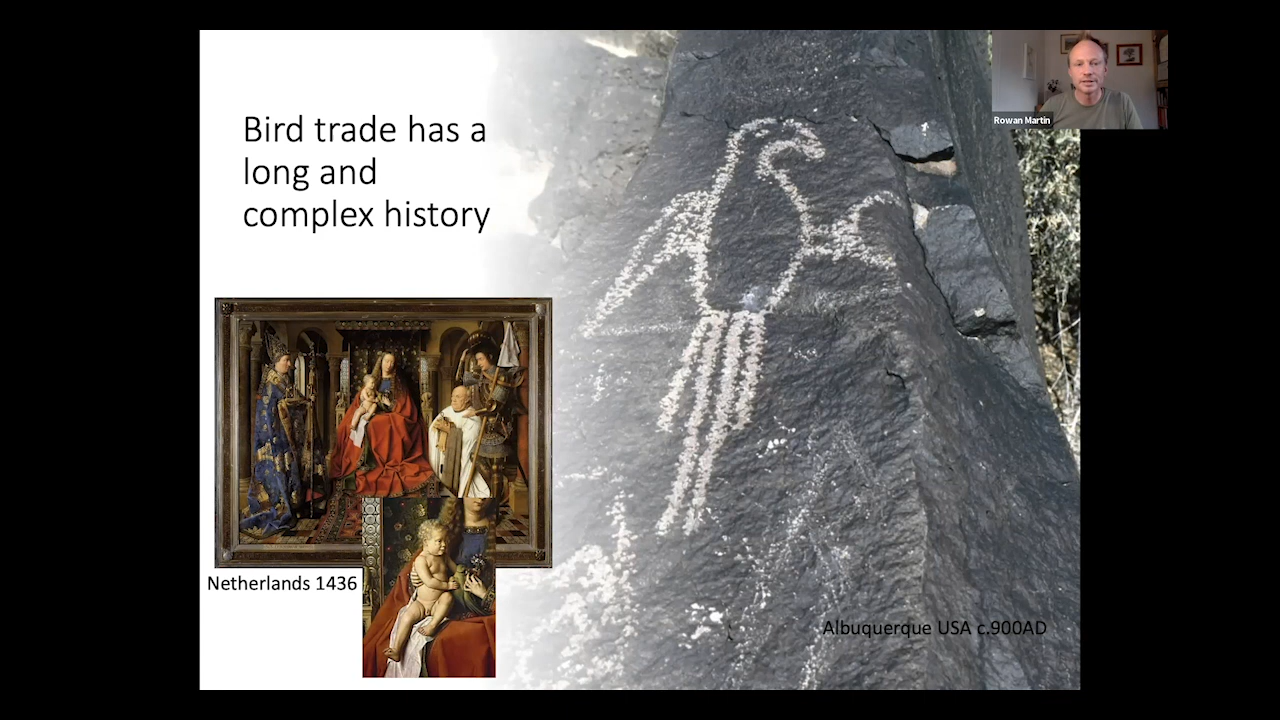 Rowan Martin
Bird trade has a
long and
complex history
Netherlands 1436
Albuquerque USA c.900AD